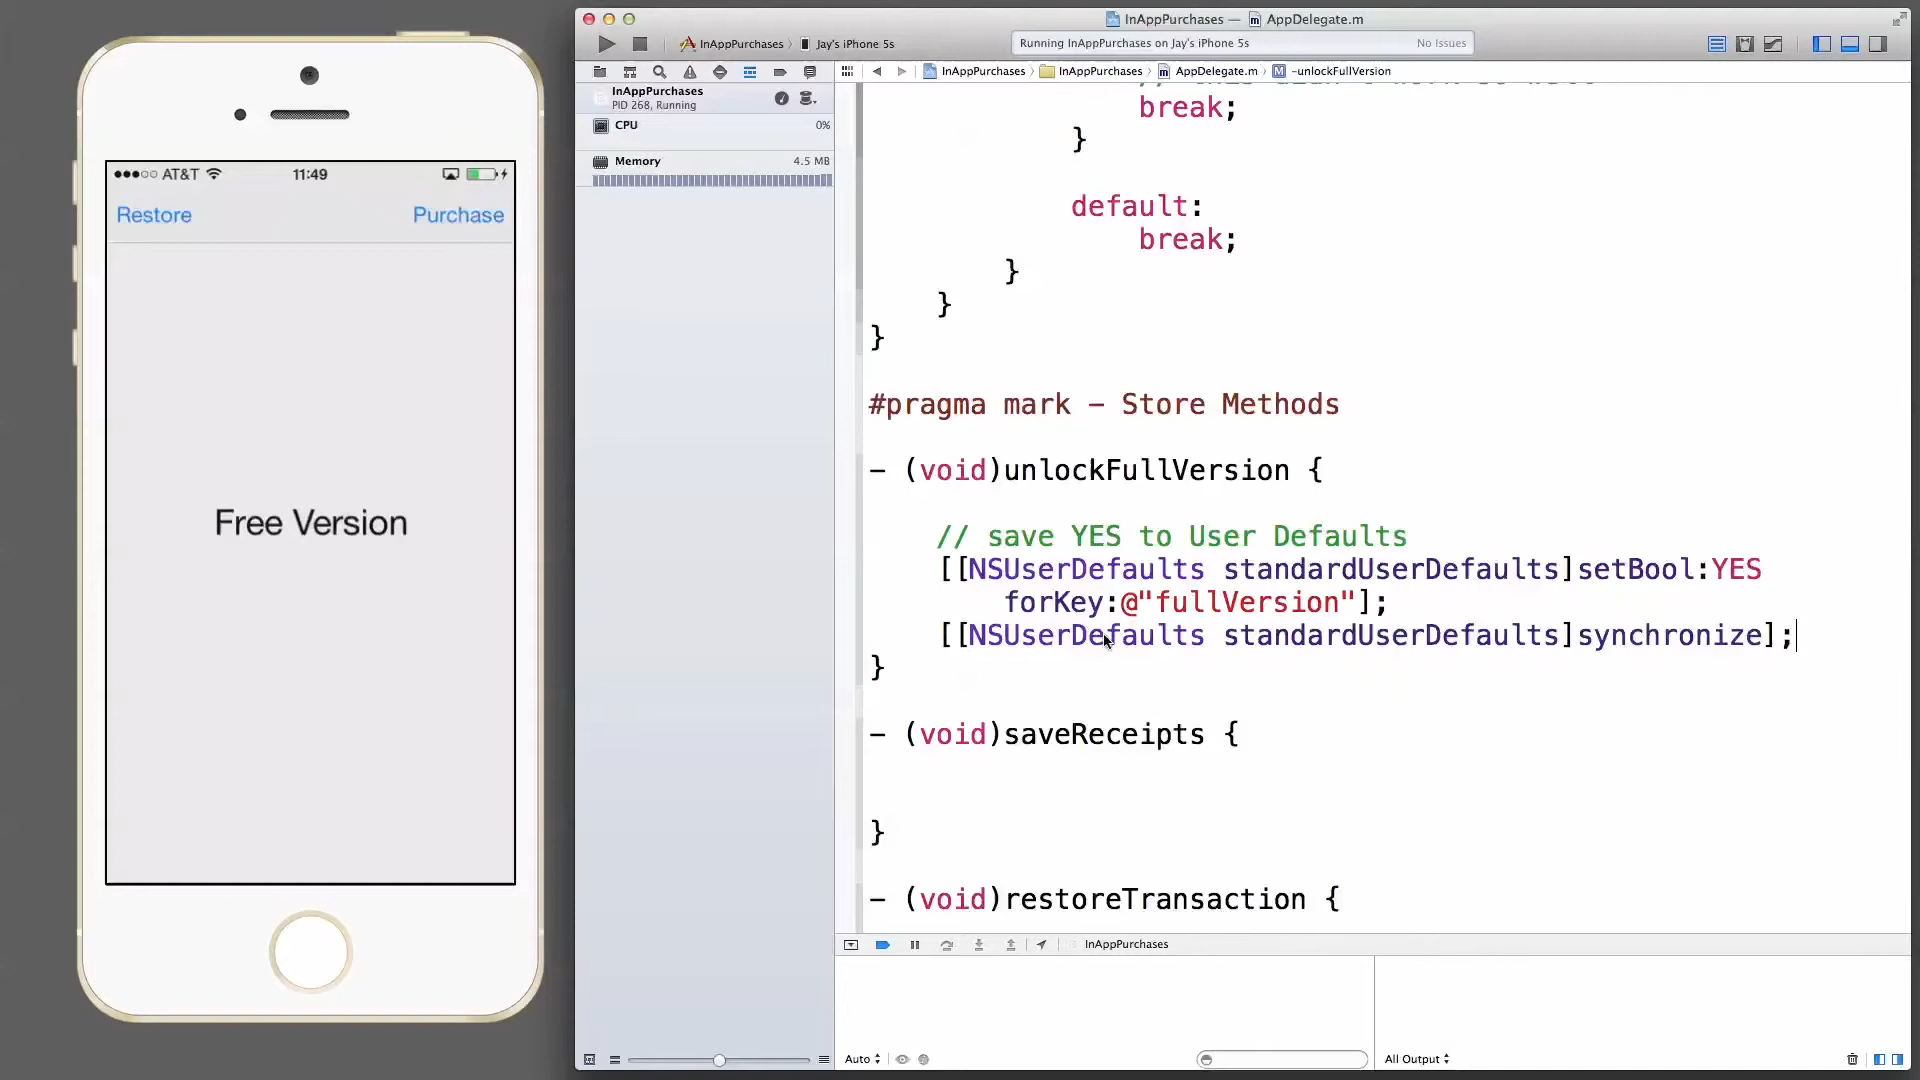 AT&T 11:49
Restore Purchase
Free Version
InAppPurchases — AppDelegate.m
InAppPurchases Jay's iPhone 5s
Running InAppPurchases on Jay's iPhone 5s No Issues
InAppPurchases InAppPurchases AppDelegate.m -unlockFullVersion
InAppPurchases
PID 268, Running
CPU 0%
Memory 4.5 MB
break;
}
default:
break;
}
}
}
#pragma mark - Store Methods
- (void)unlockFullVersion {
// save YES to User Defaults
[[NSUserDefaults standardUserDefaults]setBool:YES
forKey:@"fullVersion"];
[[NSUserDefaults standardUserDefaults]synchronize];
}
- (void)saveReceipts {
}
- (void)restoreTransaction {
InAppPurchases
Auto All Output